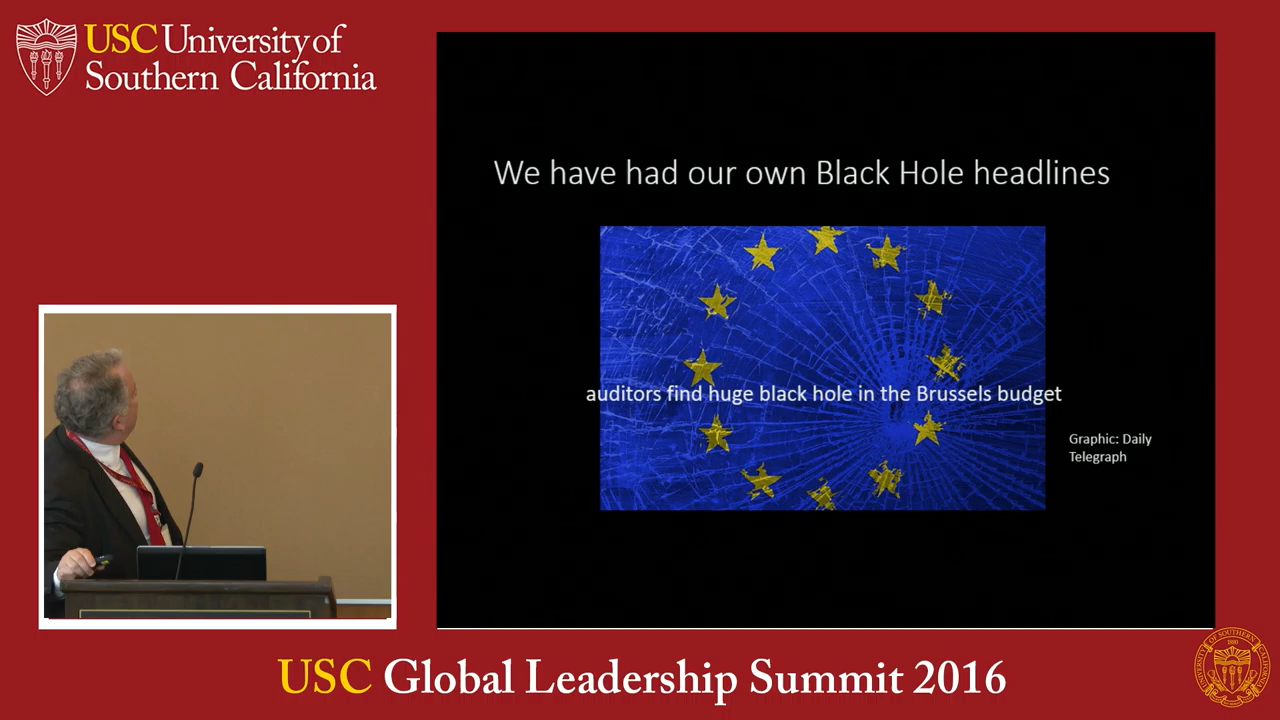 USC University of
Southern California
We have had our own Black Hole headlines
auditors find huge black hole in the Brussels budget
Graphic: Daily
Telegraph
USC Global Leadership Summit 2016